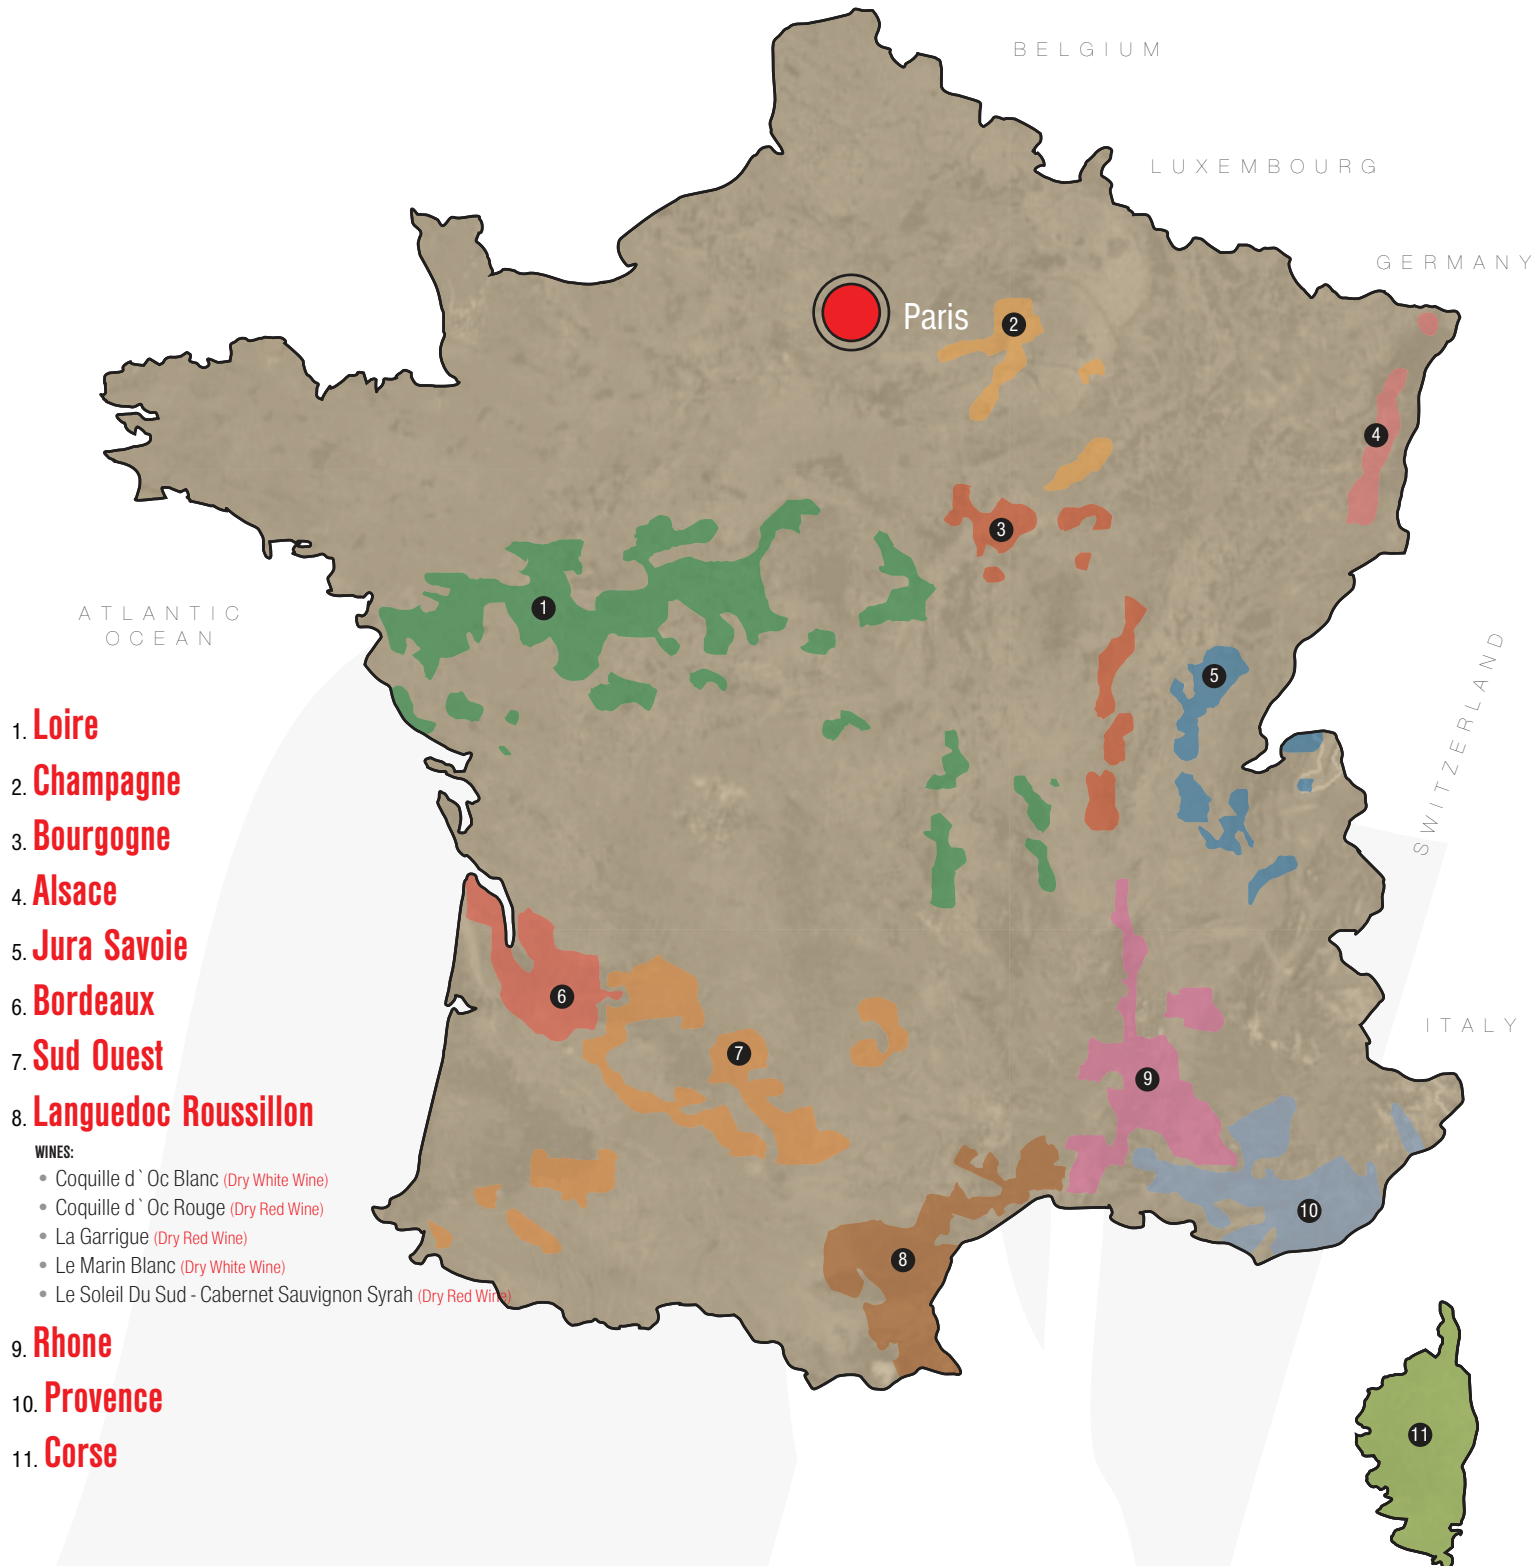 BELGIUM
LUXEMBOURG
GERMANY
Paris
2
4
3
ATLANTIC
OCEAN
1
5
SWITZERLAND
1. Loire
2. Champagne
3. Bourgogne
4. Alsace
5. Jura Savoie
6. Bordeaux
7. Sud Ouest
8. Languedoc Roussillon
WINES:
• Coquille d`Oc Blanc (Dry White Wine)
• Coquille d`Oc Rouge (Dry Red Wine)
• La Garrigue (Dry Red Wine)
• Le Marin Blanc (Dry White Wine)
• Le Soleil Du Sud - Cabernet Sauvignon Syrah (Dry Red Wine)
9. Rhone
10. Provence
11. Corse
6
7
ITALY
9
10
8
11